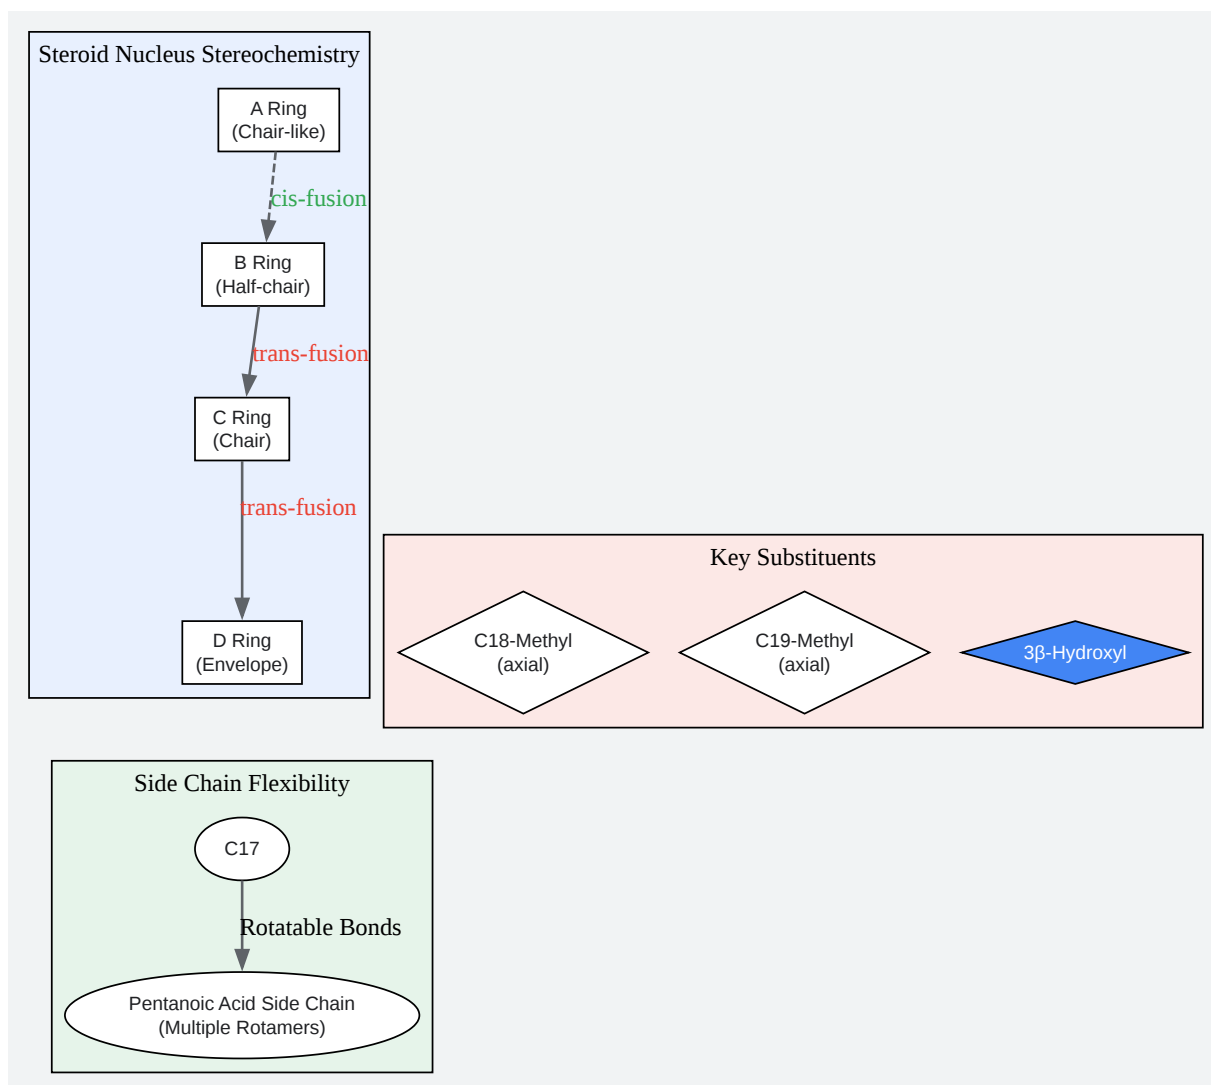 Steroid Nucleus Stereochemistry
A Ring
(Chair-like)
cis-fusion
B Ring
(Half-chair)
trans-fusion
C Ring
(Chair)
trans-fusion
D Ring
(Envelope)
Key Substituents
C18-Methyl
(axial)
C19-Methyl
(axial)
3β-Hydroxyl
Side Chain Flexibility
C17
Rotatable Bonds
Pentanoic Acid Side Chain
(Multiple Rotamers)